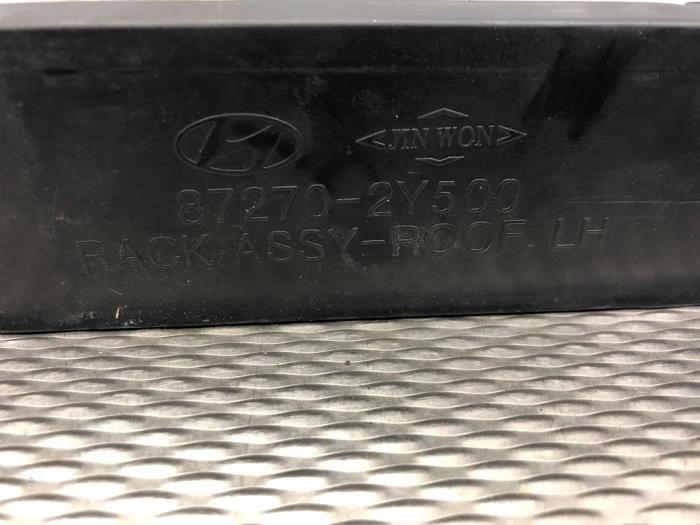 JIN WON
87270-2Y500
RACK ASSY-ROOF. LH